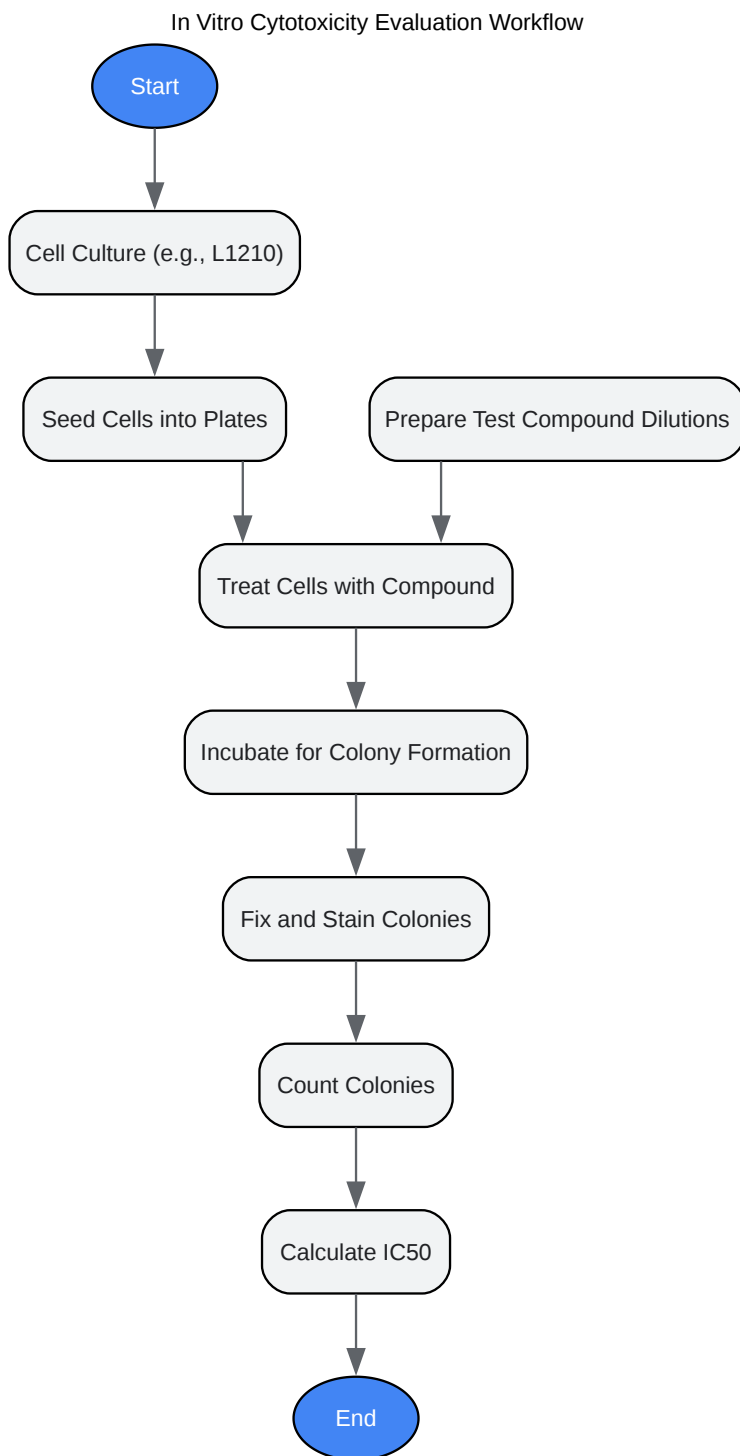 In Vitro Cytotoxicity Evaluation Workflow
Start
Cell Culture (e.g., L1210)
Seed Cells into Plates
Prepare Test Compound Dilutions
Treat Cells with Compound
Incubate for Colony Formation
Fix and Stain Colonies
Count Colonies
Calculate IC50
End